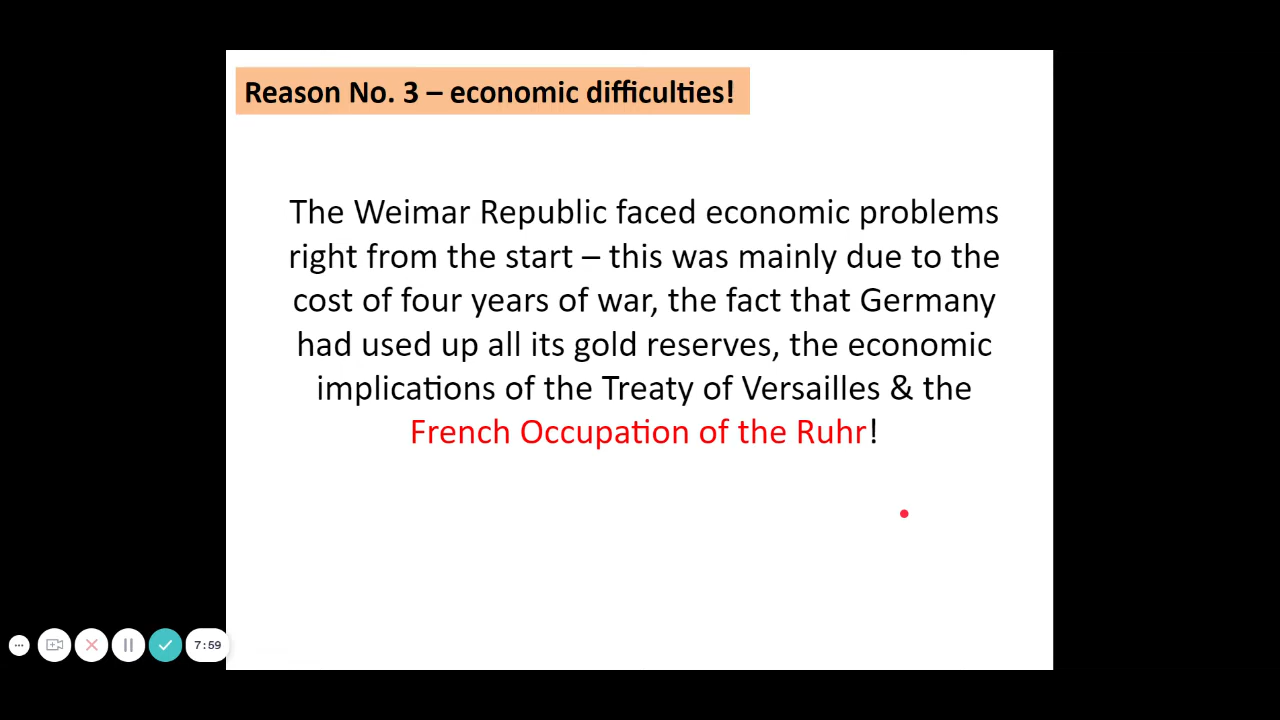 Reason No. 3 – economic difficulties!
The Weimar Republic faced economic problems
right from the start – this was mainly due to the
cost of four years of war, the fact that Germany
had used up all its gold reserves, the economic
implications of the Treaty of Versailles & the
French Occupation of the Ruhr!
7:59